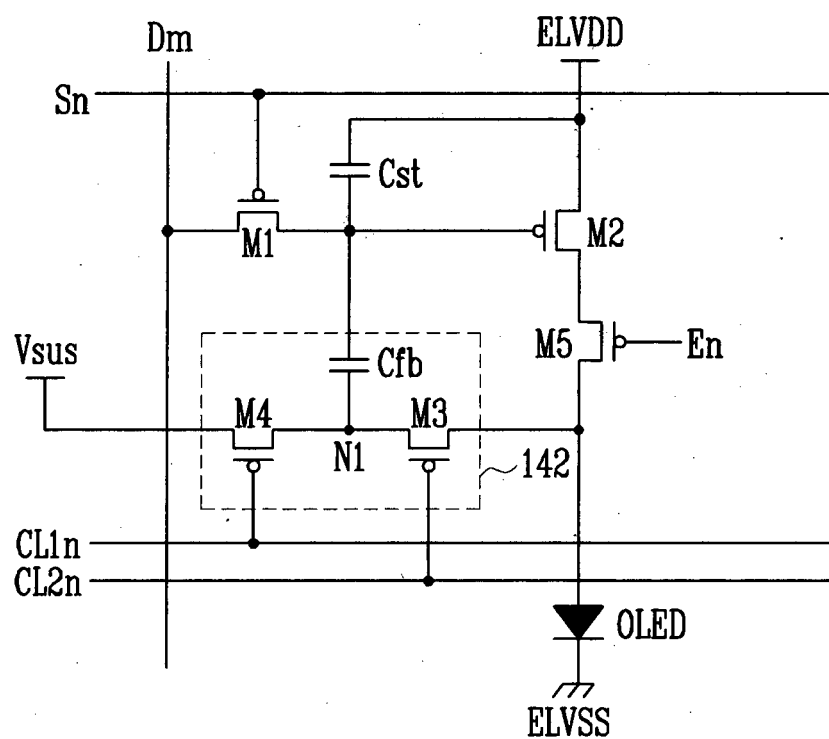 Dm
ELVDD
Sn
Cst
M1
M2
Vsus
Cfb
M5
En
M4
M3
N1
142
CL1n
CL2n
OLED
ELVSS